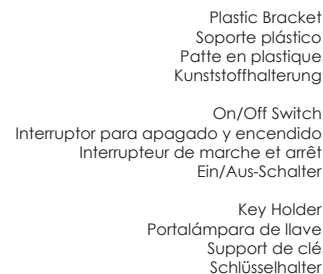 Plastic Bracket
Soporte plástico
Patte en plastique
Kunststoffhalterung
On/Off Switch
Interruptor para apagado y encendido
Interrupteur de marche et arrêt
Ein/Aus-Schalter
Key Holder
Portalámpara de llave
Support de clé
Schlüsselhalter